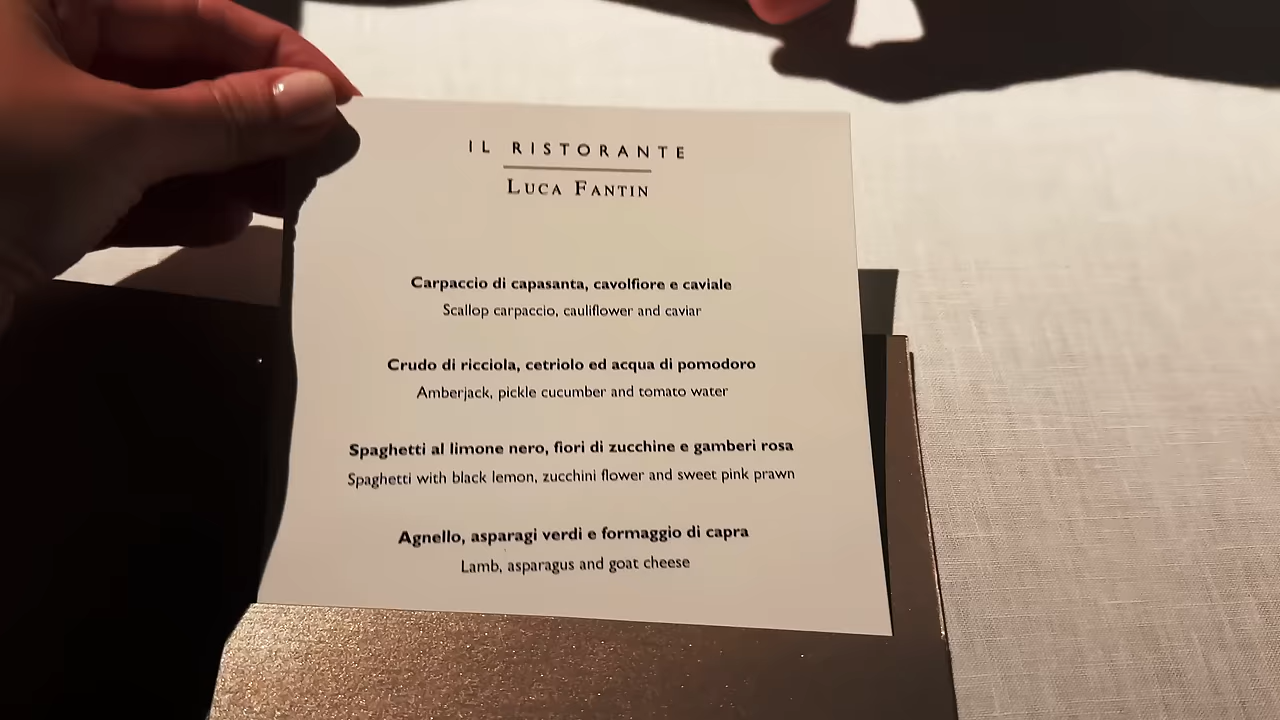 IL RISTORANTE
LUCA FANTIN
Carpaccio di capasanta, cavolfiore e caviale
Scallop carpaccio, cauliflower and caviar
Crudo di ricciola, cetriolo ed acqua di pomodoro
Amberjack, pickle cucumber and tomato water
Spaghetti al limone nero, fiori di zucchine e gamberi rosa
Spaghetti with black lemon, zucchini flower and sweet pink prawn
Agnello, asparagi verdi e formaggio di capra
Lamb, asparagus and goat cheese